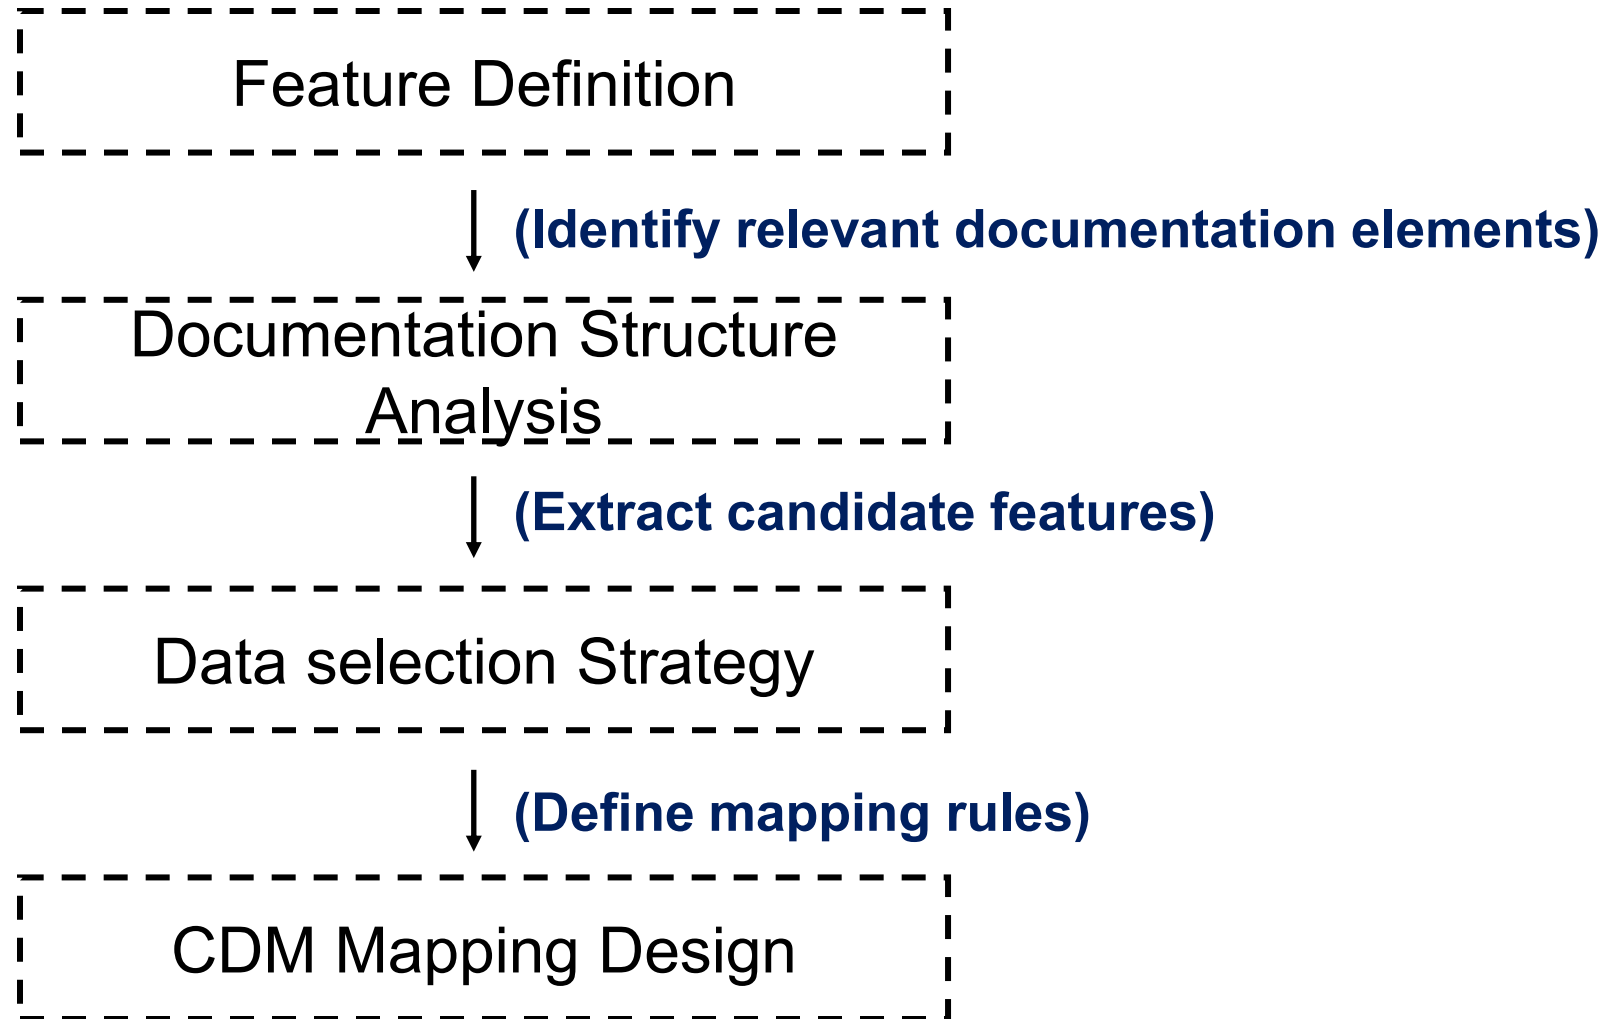 Feature Definition
(Identify relevant documentation elements)
Documentation Structure
Analysis
(Extract candidate features)
Data selection Strategy
(Define mapping rules)
CDM Mapping Design